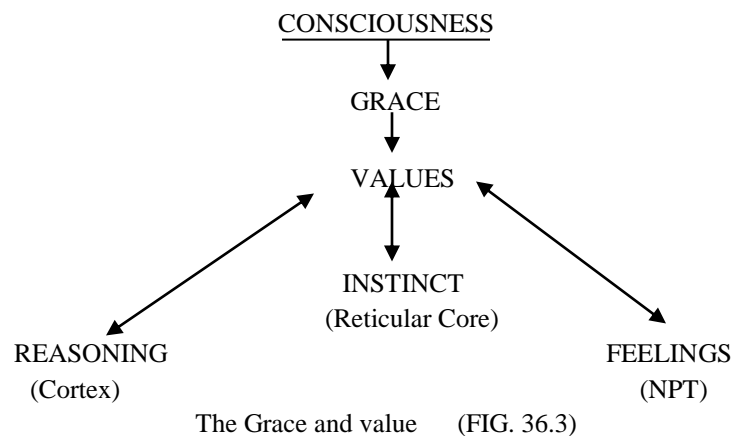 CONSCIOUSNESS
GRACE
VALUES
INSTINCT
(Reticular Core)
REASONING FEELINGS
(Cortex) (NPT)
The Grace and value (FIG. 36.3)